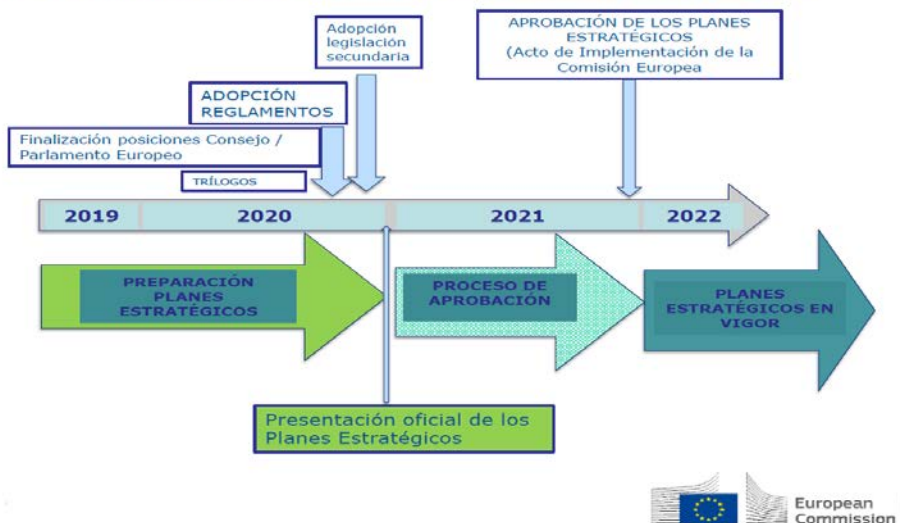 Adopción
legislación
secundaria
APROBACIÓN DE LOS PLANES
ESTRATÉGICOS
(Acto de Implementación de la
Comisión Europea
ADOPCIÓN
REGLAMENTOS
Finalización posiciones Consejo /
Parlamento Europeo
TRÍLOGOS
2019 2020 2021 2022
PREPARACIÓN
PLANES
ESTRATÉGICOS
PROCESO DE
APROBACIÓN
PLANES
ESTRATÉGICOS EN
VIGOR
Presentación oficial de los
Planes Estratégicos
European
Commission